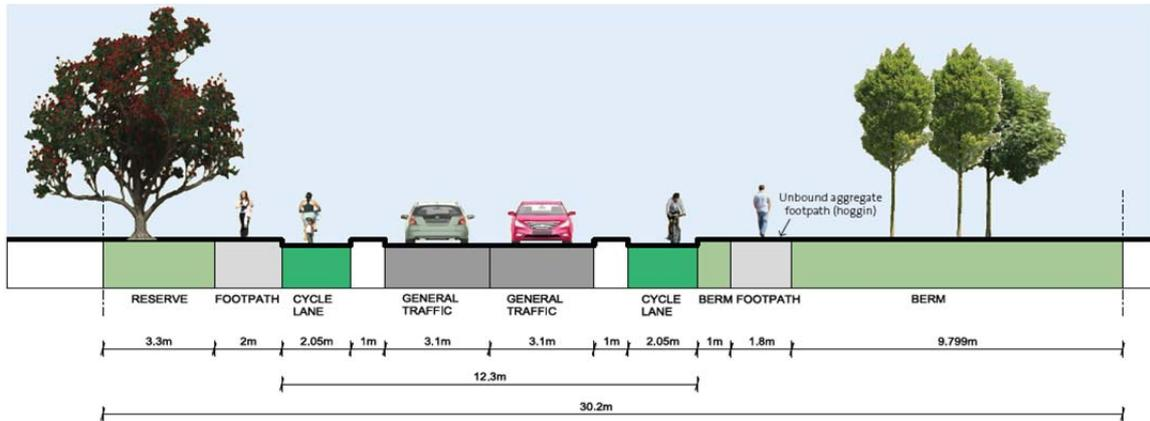 Unbound aggregate
footpath (hoggin)
RESERVE FOOTPATH CYCLE LANE GENERAL TRAFFIC GENERAL TRAFFIC CYCLE LANE BERM FOOTPATH BERM
3.3m 2m 2.05m 1m 3.1m 3.1m 1m 2.05m 1m 1.8m 9.799m
12.3m
30.2m